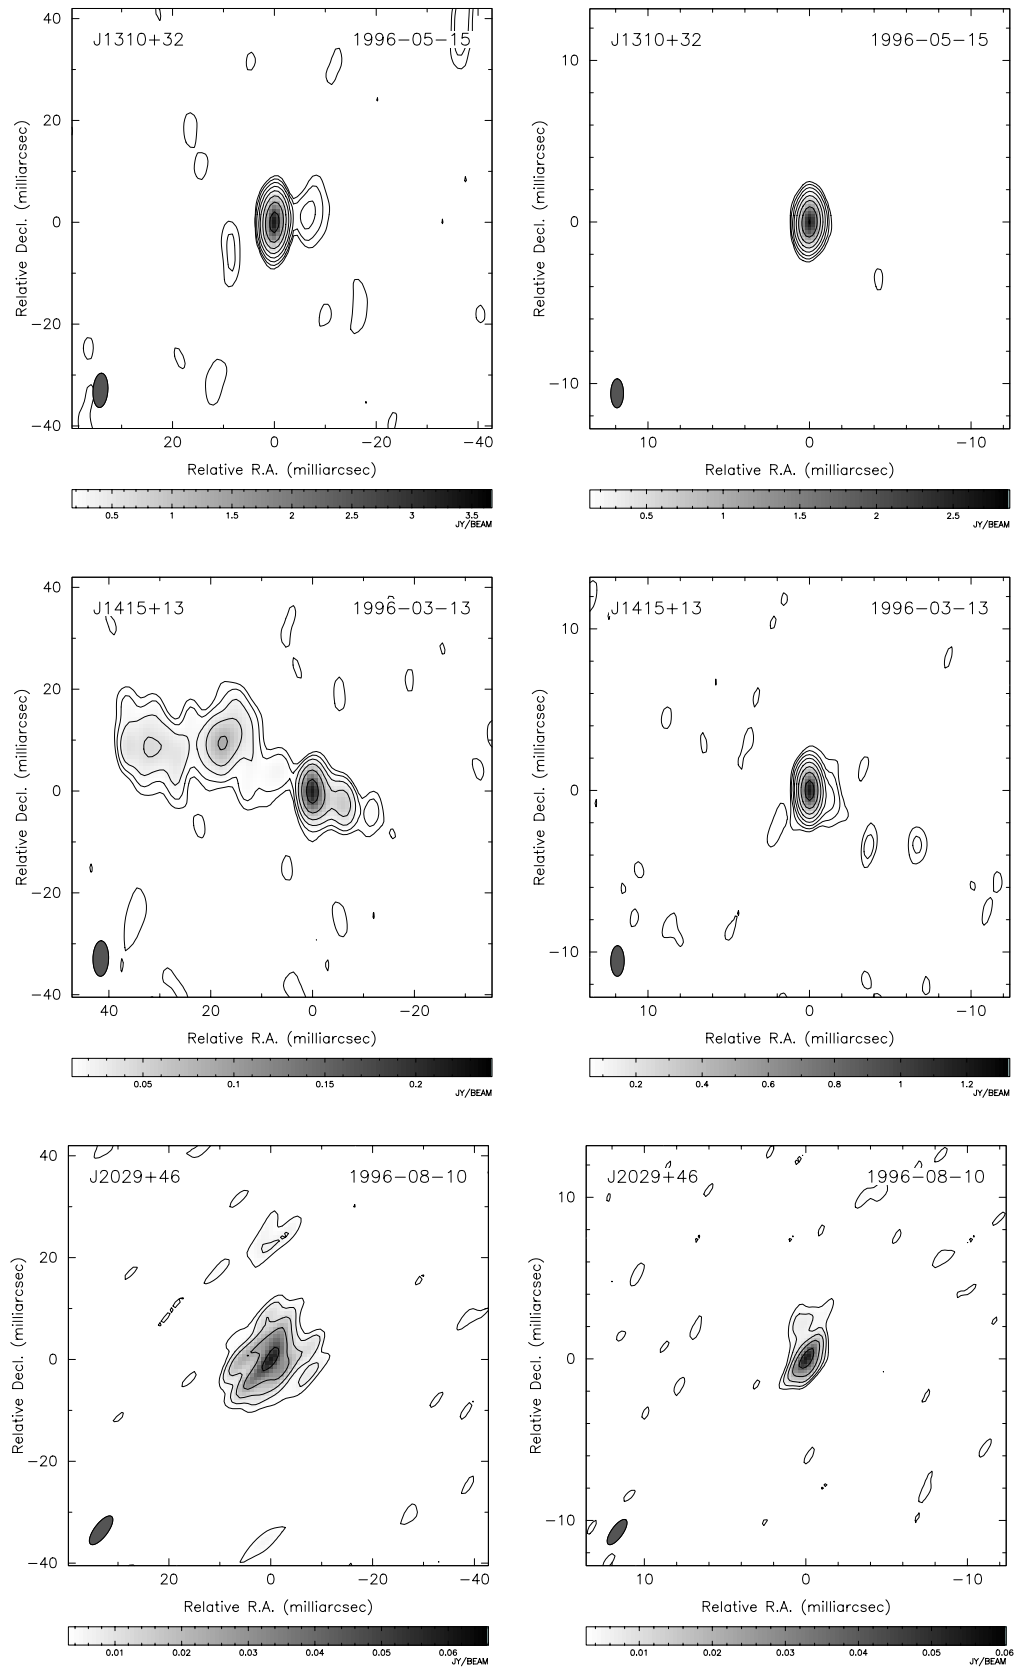 J1310+32 1996-05-15
40
20
0
-20
-40
Relative Decl. (milliarcsec)
20 0 -20 -40
Relative R.A. (milliarcsec)
0.5 1 1.5 2 2.5 3 3.5
JY/BEAM
J1310+32 1996-05-15
10
0
-10
Relative Decl. (milliarcsec)
10 0 -10
Relative R.A. (milliarcsec)
0.5 1 1.5 2 2.5
JY/BEAM
J1415+13 1996-03-13
40
20
0
-20
-40
Relative Decl. (milliarcsec)
40 20 0 -20
Relative R.A. (milliarcsec)
0.05 0.1 0.15 0.2
JY/BEAM
J1415+13 1996-03-13
10
0
-10
Relative Decl. (milliarcsec)
10 0 -10
Relative R.A. (milliarcsec)
0.2 0.4 0.6 0.8 1 1.2
JY/BEAM
J2029+46 1996-08-10
40
20
0
-20
-40
Relative Decl. (milliarcsec)
20 0 -20 -40
Relative R.A. (milliarcsec)
0.01 0.02 0.03 0.04 0.05 0.06
JY/BEAM
J2029+46 1996-08-10
10
0
-10
Relative Decl. (milliarcsec)
10 0 -10
Relative R.A. (milliarcsec)
0.01 0.02 0.03 0.04 0.05 0.06
JY/BEAM